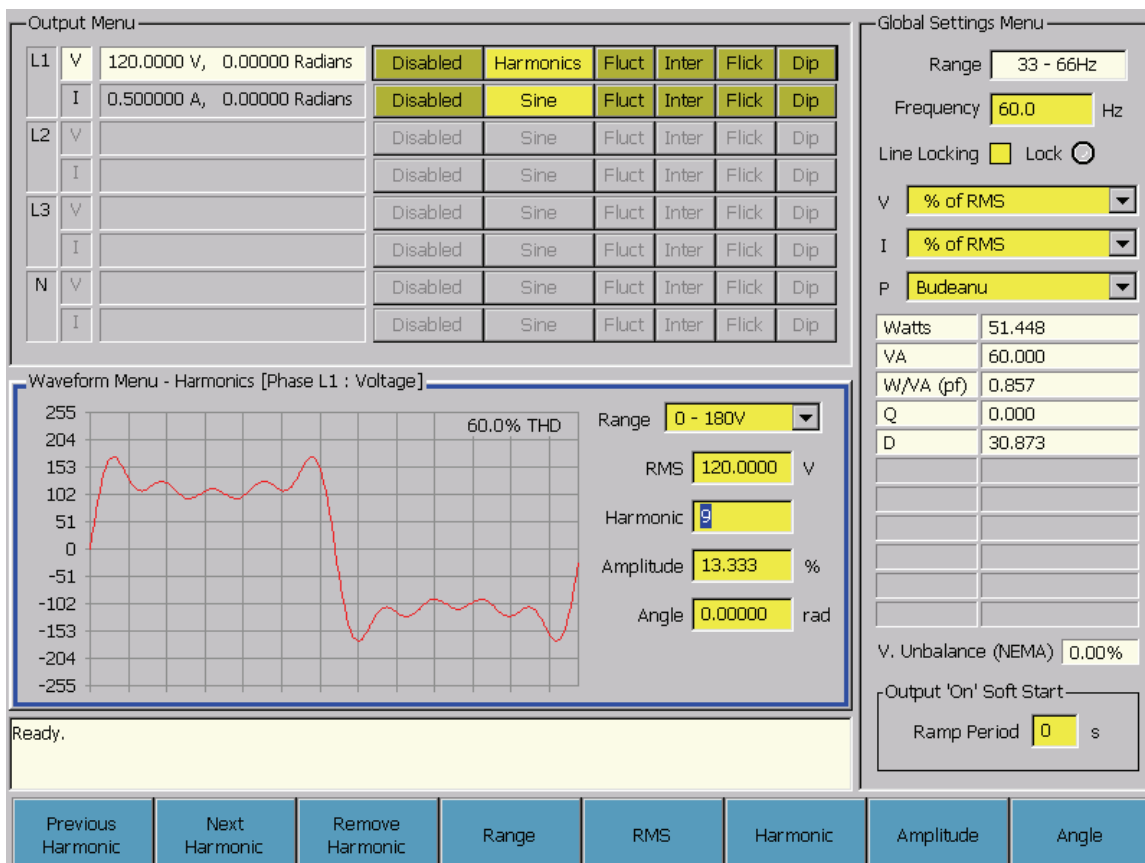 Output Menu
L1 V 120.0000 V, 0.00000 Radians Disabled Harmonics Fluct Inter Flick Dip
I 0.500000 A, 0.00000 Radians Disabled Sine Fluct Inter Flick Dip
L2 V Disabled Sine Fluct Inter Flick Dip
I Disabled Sine Fluct Inter Flick Dip
L3 V Disabled Sine Fluct Inter Flick Dip
I Disabled Sine Fluct Inter Flick Dip
N V Disabled Sine Fluct Inter Flick Dip
I Disabled Sine Fluct Inter Flick Dip
Waveform Menu - Harmonics [Phase L1 : Voltage]
255
204
153
102
51
0
-51
-102
-153
-204
-255
60.0% THD
Range 0 - 180V
RMS 120.0000 V
Harmonic 9
Amplitude 13.333 %
Angle 0.00000 rad
Ready.
Global Settings Menu
Range 33 - 66Hz
Frequency 60.0 Hz
Line Locking Lock
V % of RMS
I % of RMS
P Budeanu
Watts 51.448
VA 60.000
W/VA (pf) 0.857
Q 0.000
D 30.873
V. Unbalance (NEMA) 0.00%
Output 'On' Soft Start
Ramp Period 0 s
Previous Harmonic
Next Harmonic
Remove Harmonic
Range
RMS
Harmonic
Amplitude
Angle